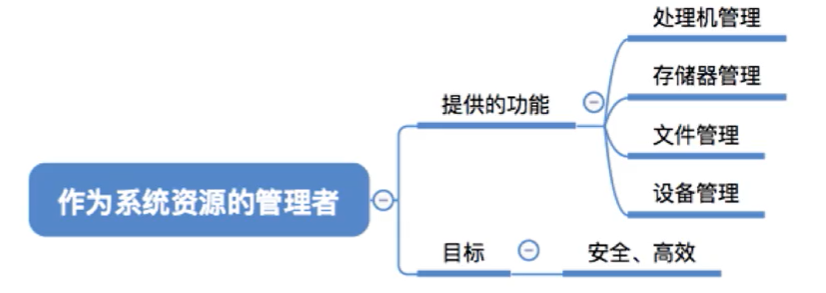 作为系统资源的管理者
提供的功能
处理机管理
存储器管理
文件管理
设备管理
目标
安全、高效